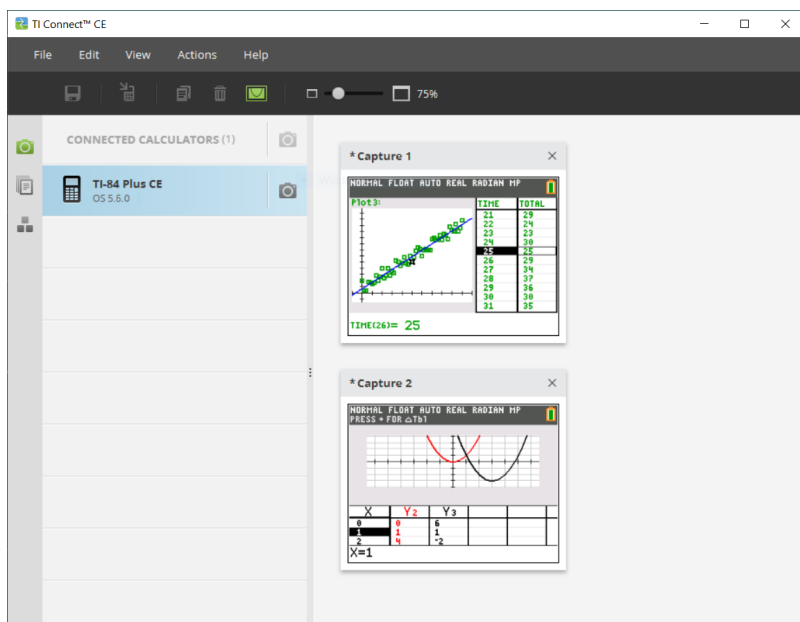 TI Connect™ CE
File Edit View Actions Help
75%
CONNECTED CALCULATORS (1)
TI-84 Plus CE
OS 5.6.0
*Capture 1
NORMAL FLOAT AUTO REAL RADIAN MP
Plot3:
TIME TOTAL
21 29
22 24
23 23
24 30
25 25
26 29
27 34
28 37
29 36
30 30
31 35
TIME(26)= 25
*Capture 2
NORMAL FLOAT AUTO REAL RADIAN MP
PRESS + FOR △Tbl
X Y2 Y3
0 0 6
1 1 1
2 4 -2
X=1